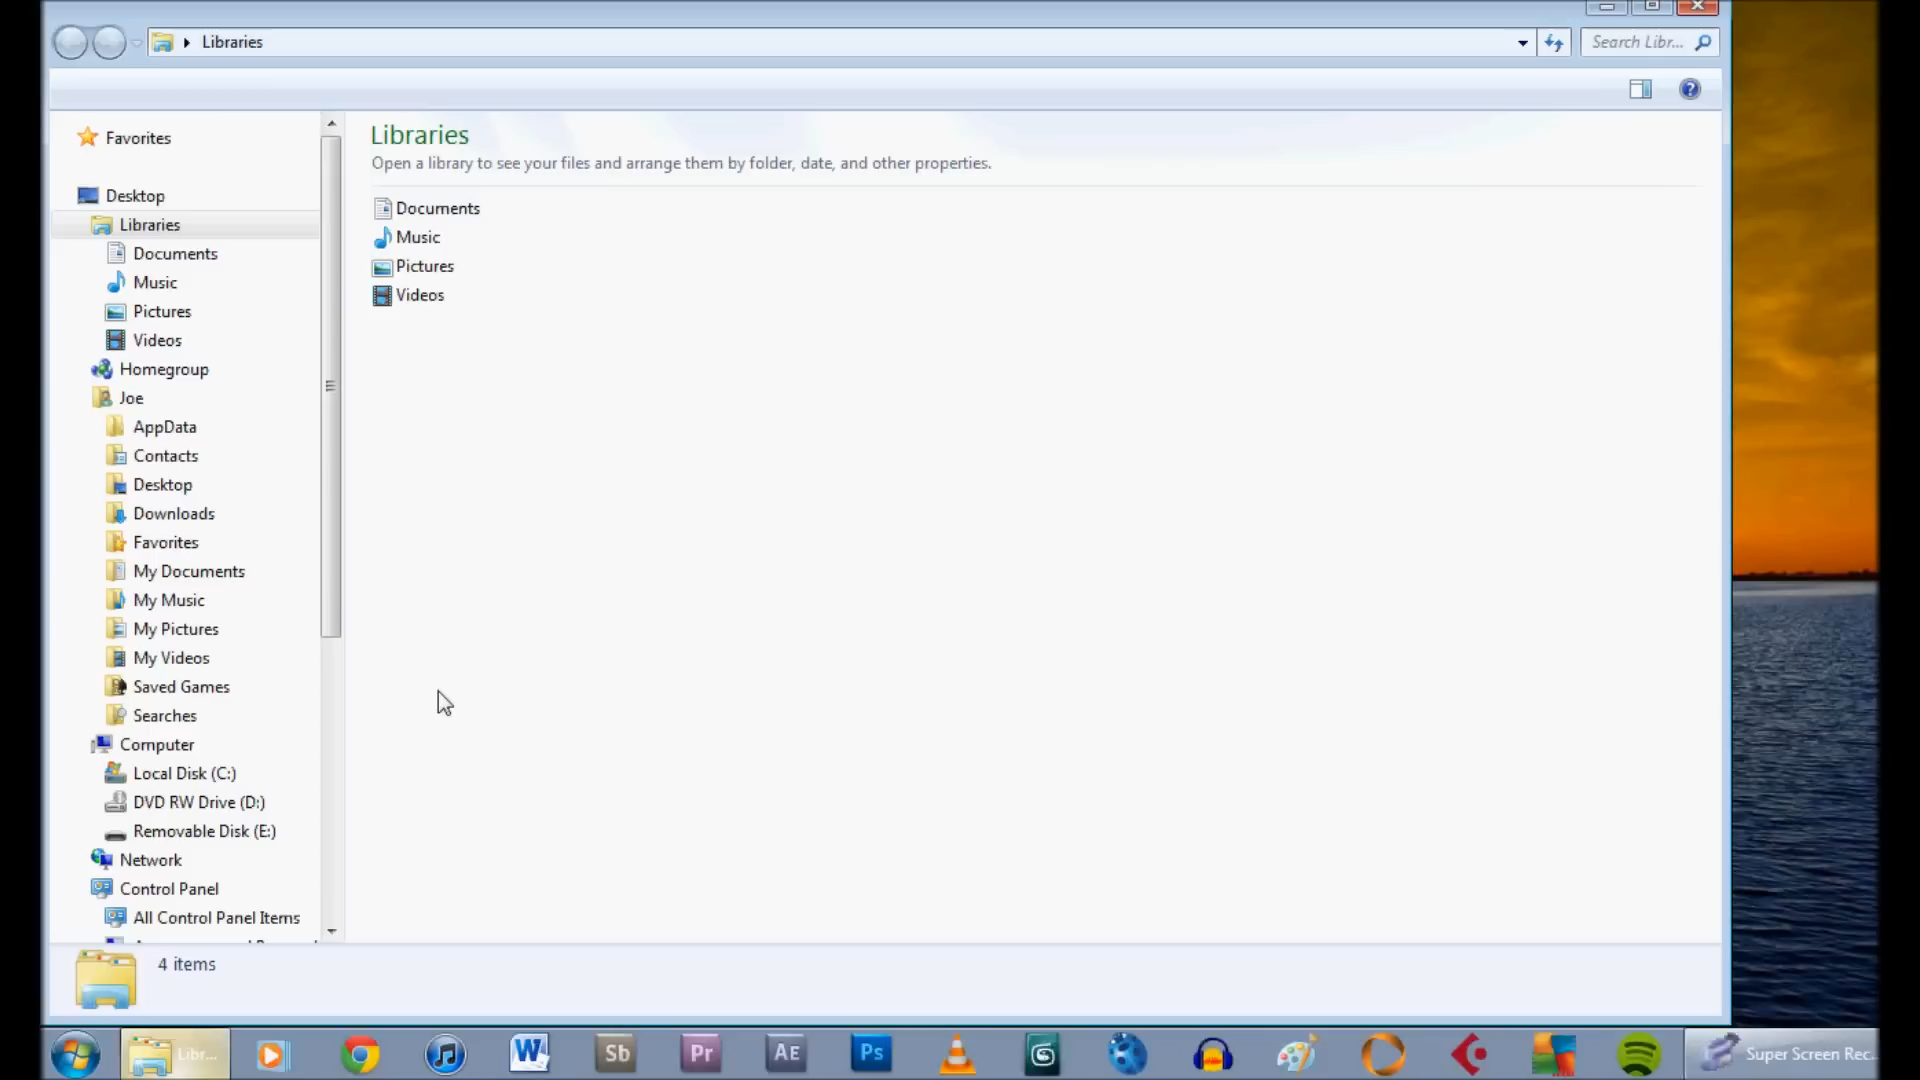 Libraries
Search Libr...
Favorites
Desktop
Libraries
Documents
Music
Pictures
Videos
Homegroup
Joe
AppData
Contacts
Desktop
Downloads
Favorites
My Documents
My Music
My Pictures
My Videos
Saved Games
Searches
Computer
Local Disk (C:)
DVD RW Drive (D:)
Removable Disk (E:)
Network
Control Panel
All Control Panel Items
Libraries
Open a library to see your files and arrange them by folder, date, and other properties.
Documents
Music
Pictures
Videos
4 items
Libr...
W
Sb
Pr
AE
Ps
Super Screen Rec...